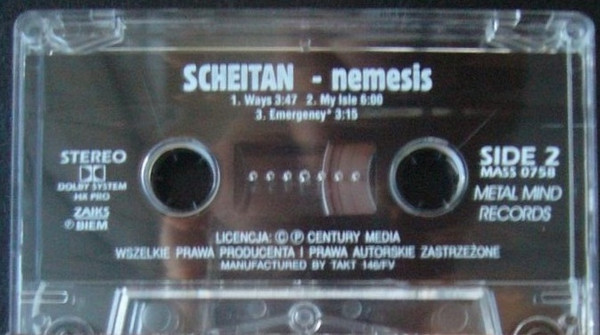 SCHEITAN - nemesis
1. Ways 3:47 2. My Isle 6:00
3. Emergency* 3:15
STEREO
DOLBY SYSTEM
HX PRO
ZAIKS
℗ BIEM
SIDE 2
MASS 0758
METAL MIND
RECORDS
LICENCJA: © ℗ CENTURY MEDIA
WSZELKIE PRAWA PRODUCENTA I PRAWA AUTORSKIE ZASTRZEŻONE
MANUFACTURED BY TAKT 146/FV